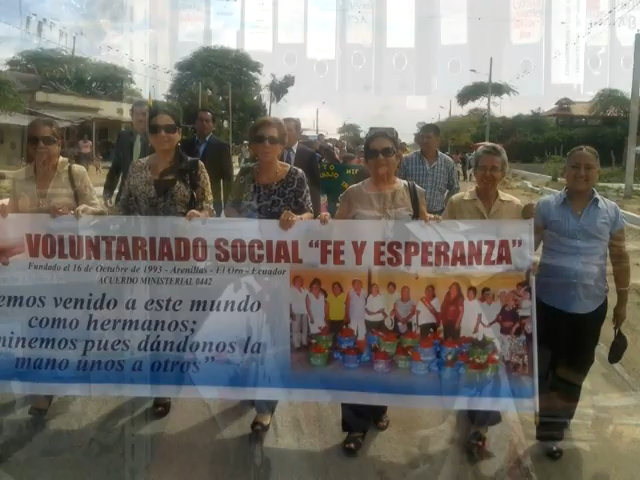 VOLUNTARIADO SOCIAL "FE Y ESPERANZA"
Fundado el 16 de Octubre de 1993 - Arenillas - El Oro - Ecuador
ACUERDO MINISTERIAL 0442
emos venido a este mundo
como hermanos;
minemos pues dándonos la
mano unos a otros"